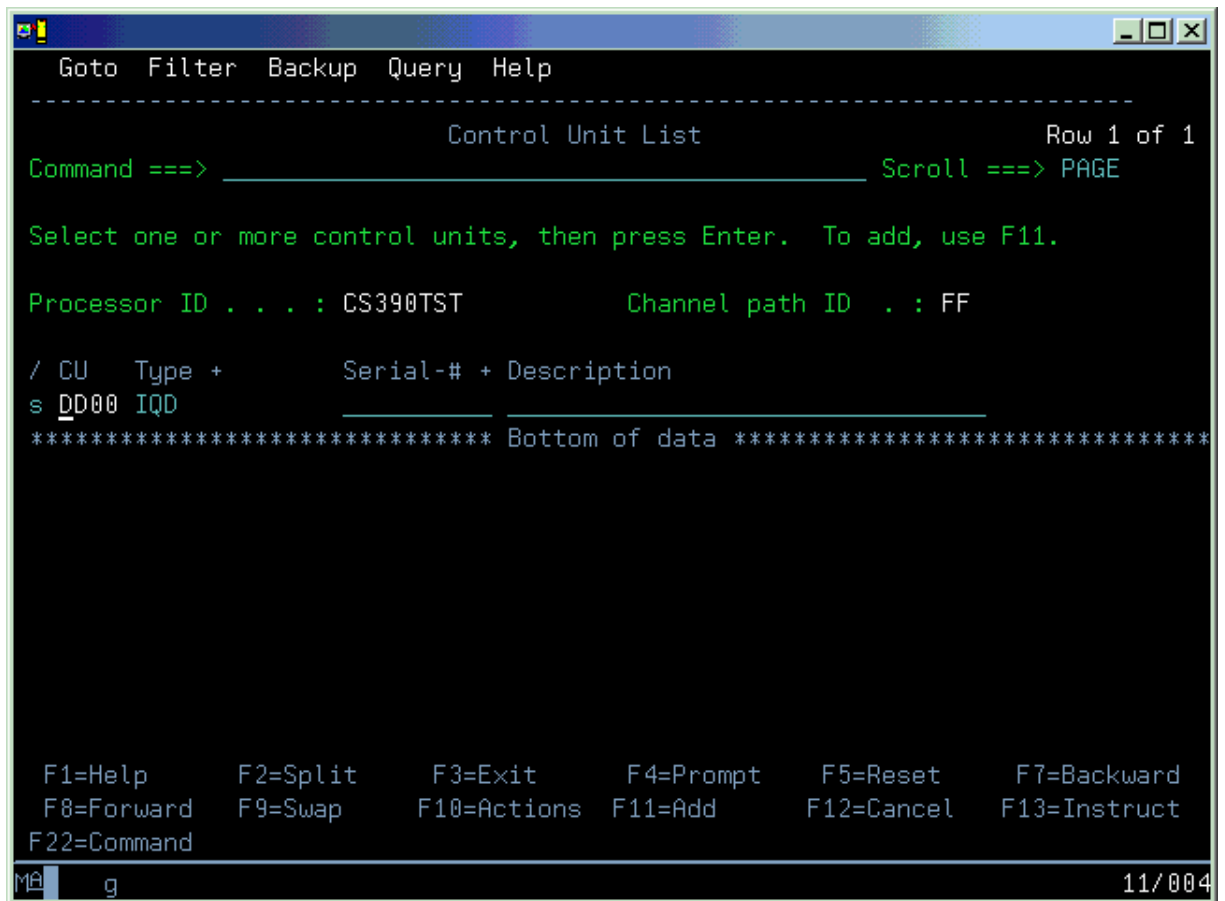 Goto  Filter  Backup  Query  Help
--------------------------------------------------------------------------
Control Unit List                       Row 1 of 1
Command ===> ___________________________________________ Scroll ===> PAGE
Select one or more control units, then press Enter.  To add, use F11.
Processor ID . . . : CS390TST           Channel path ID  . : FF
/ CU   Type +        Serial-# + Description
s DD00 IQD           __________ ________________________________
******************************* Bottom of data ********************************
F1=Help      F2=Split     F3=Exit      F4=Prompt    F5=Reset     F7=Backward
F8=Forward   F9=Swap     F10=Actions  F11=Add      F12=Cancel   F13=Instruct
F22=Command
MA    g                                                                  11/004